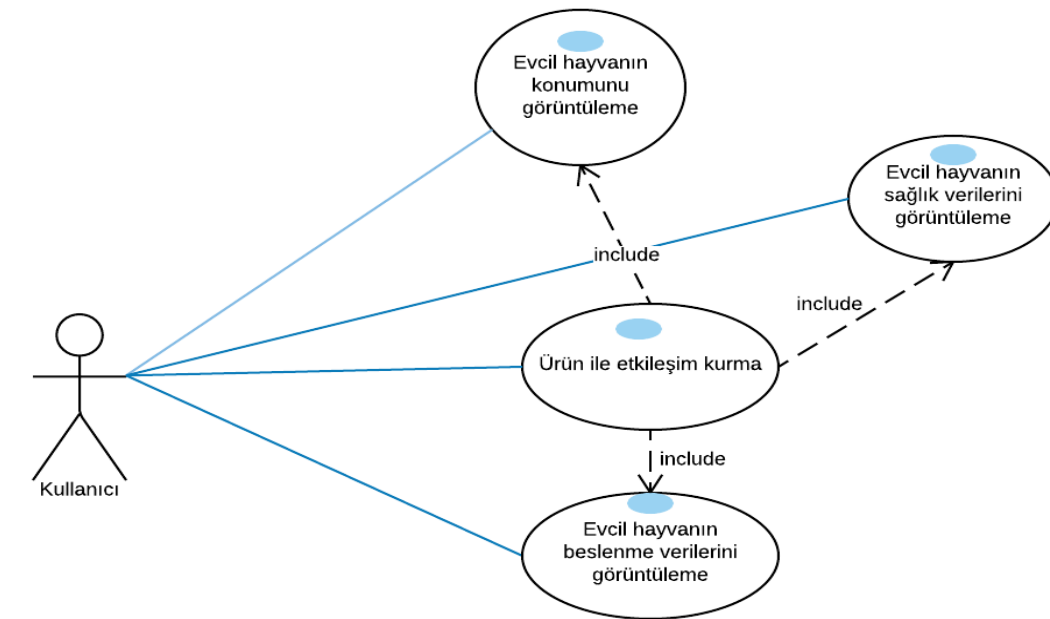 Evcil hayvanın
konumunu
görüntüleme
Evcil hayvanın
sağlık verilerini
görüntüleme
include
include
Ürün ile etkileşim kurma
include
Kullanıcı
Evcil hayvanın
beslenme verilerini
görüntüleme